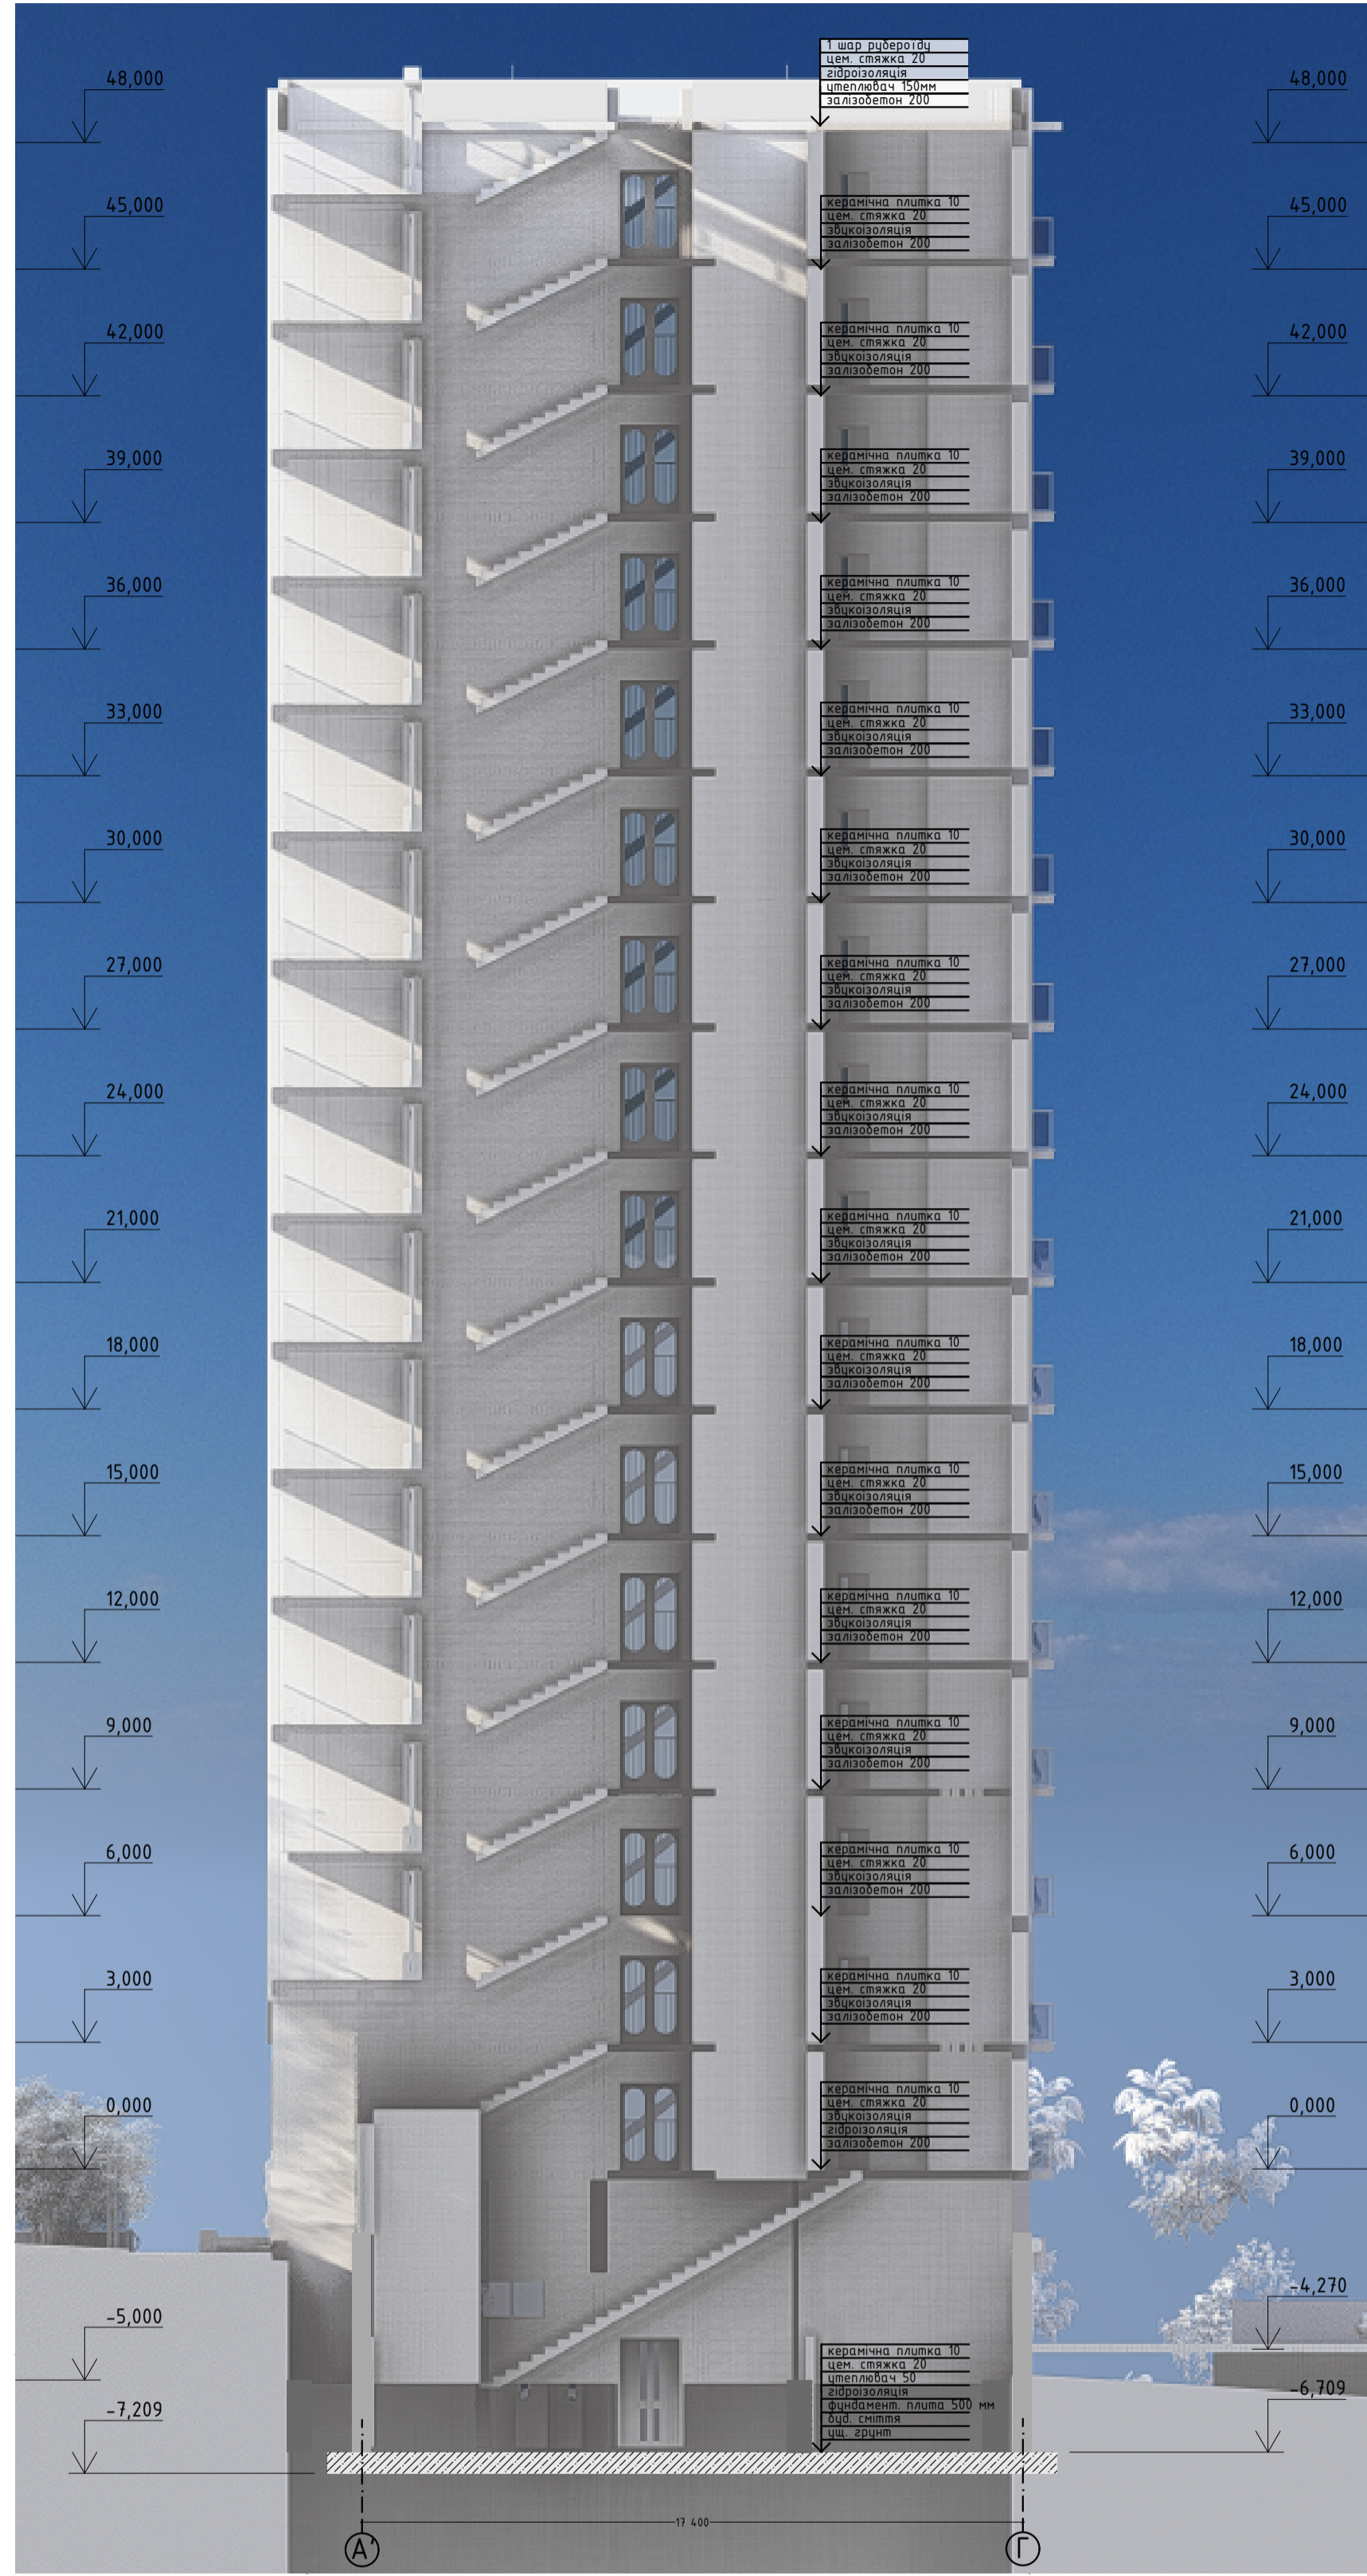 1 шар рубероїду
цем. стяжка 20
гідроізоляція
утеплювач 150мм
залізобетон 200
48,000
48,000
керамічна плитка 10
цем. стяжка 20
звукоізоляція
залізобетон 200
45,000
45,000
керамічна плитка 10
цем. стяжка 20
звукоізоляція
залізобетон 200
42,000
42,000
керамічна плитка 10
цем. стяжка 20
звукоізоляція
залізобетон 200
39,000
39,000
керамічна плитка 10
цем. стяжка 20
звукоізоляція
залізобетон 200
36,000
36,000
керамічна плитка 10
цем. стяжка 20
звукоізоляція
залізобетон 200
33,000
33,000
керамічна плитка 10
цем. стяжка 20
звукоізоляція
залізобетон 200
30,000
30,000
керамічна плитка 10
цем. стяжка 20
звукоізоляція
залізобетон 200
27,000
27,000
керамічна плитка 10
цем. стяжка 20
звукоізоляція
залізобетон 200
24,000
24,000
керамічна плитка 10
цем. стяжка 20
звукоізоляція
залізобетон 200
21,000
21,000
керамічна плитка 10
цем. стяжка 20
звукоізоляція
залізобетон 200
18,000
18,000
керамічна плитка 10
цем. стяжка 20
звукоізоляція
залізобетон 200
15,000
15,000
керамічна плитка 10
цем. стяжка 20
звукоізоляція
залізобетон 200
12,000
12,000
керамічна плитка 10
цем. стяжка 20
звукоізоляція
залізобетон 200
9,000
9,000
керамічна плитка 10
цем. стяжка 20
звукоізоляція
залізобетон 200
6,000
6,000
керамічна плитка 10
цем. стяжка 20
звукоізоляція
залізобетон 200
3,000
3,000
керамічна плитка 10
цем. стяжка 20
звукоізоляція
гідроізоляція
залізобетон 200
0,000
0,000
-4,270
-5,000
керамічна плитка 10
цем. стяжка 20
утеплювач 50
гідроізоляція
фундамент. плита 500 мм
буд. сміття
ущ. грунт
-6,709
-7,209
17 400
А'
Г